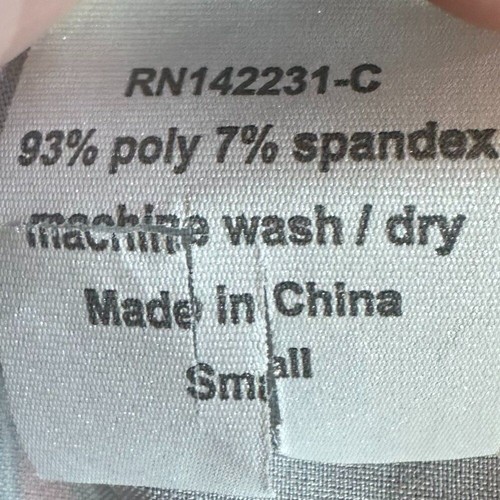 RN142231-C
93% poly 7% spandex
machine wash / dry
Made in China
Small